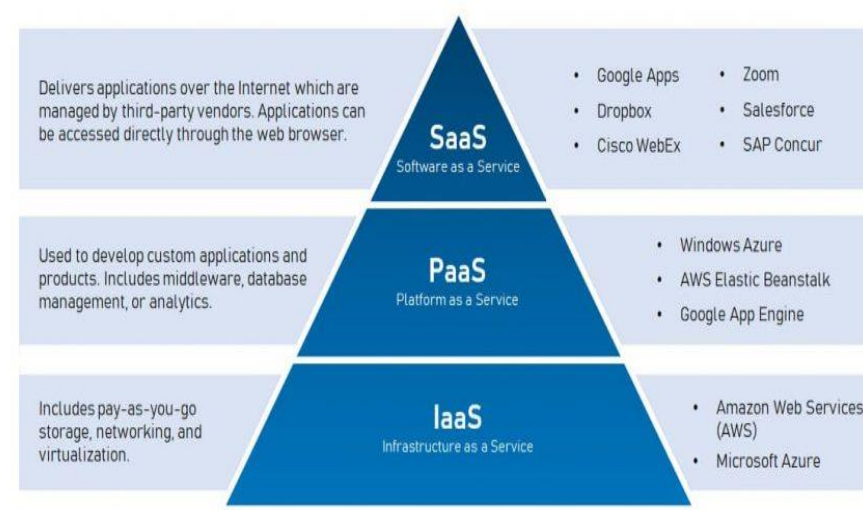 Delivers applications over the Internet which are
managed by third-party vendors. Applications can
be accessed directly through the web browser.
SaaS
Software as a Service
• Google Apps
• Dropbox
• Cisco WebEx
• Zoom
• Salesforce
• SAP Concur
Used to develop custom applications and
products. Includes middleware, database
management, or analytics.
PaaS
Platform as a Service
• Windows Azure
• AWS Elastic Beanstalk
• Google App Engine
Includes pay-as-you-go
storage, networking, and
virtualization.
IaaS
Infrastructure as a Service
• Amazon Web Services
(AWS)
• Microsoft Azure